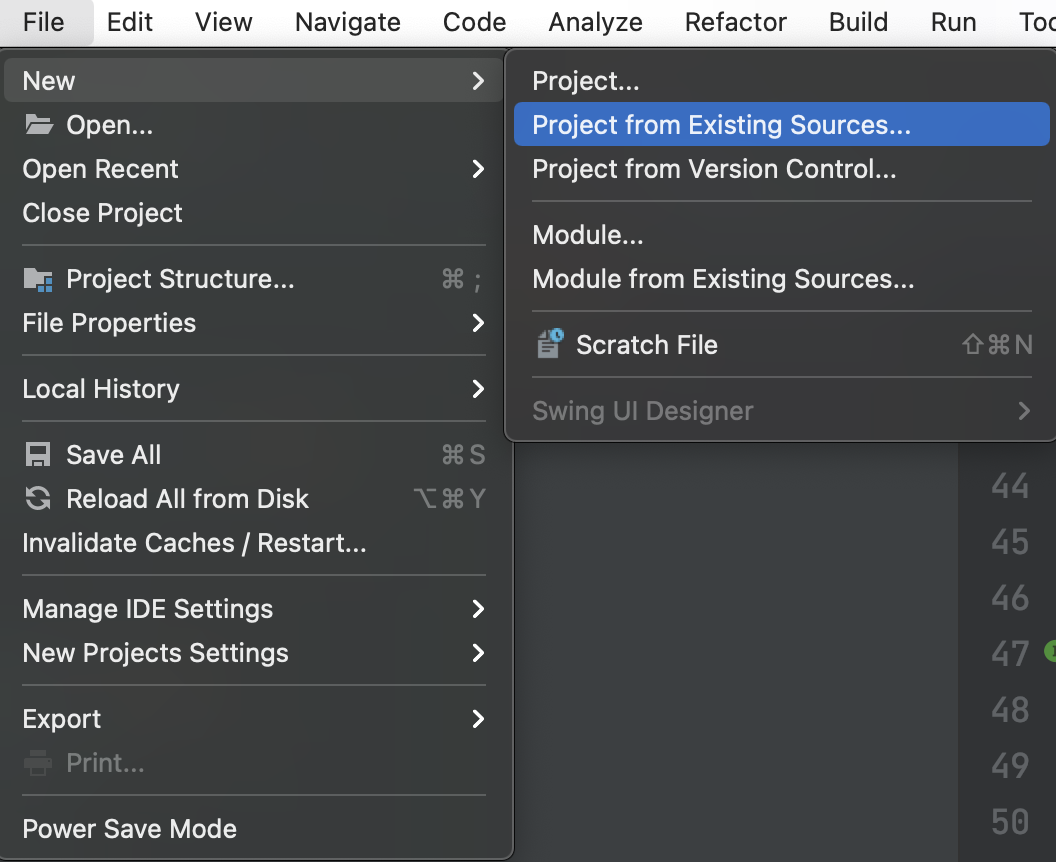 File Edit View Navigate Code Analyze Refactor Build Run
New
Open...
Open Recent
Close Project
Project Structure... ⌘ ;
File Properties
Local History
Save All ⌘ S
Reload All from Disk ⌥ ⌘ Y
Invalidate Caches / Restart...
Manage IDE Settings
New Projects Settings
Export
Print...
Power Save Mode
Project...
Project from Existing Sources...
Project from Version Control...
Module...
Module from Existing Sources...
Scratch File ⇧ ⌘ N
Swing UI Designer
44
45
46
47
48
49
50